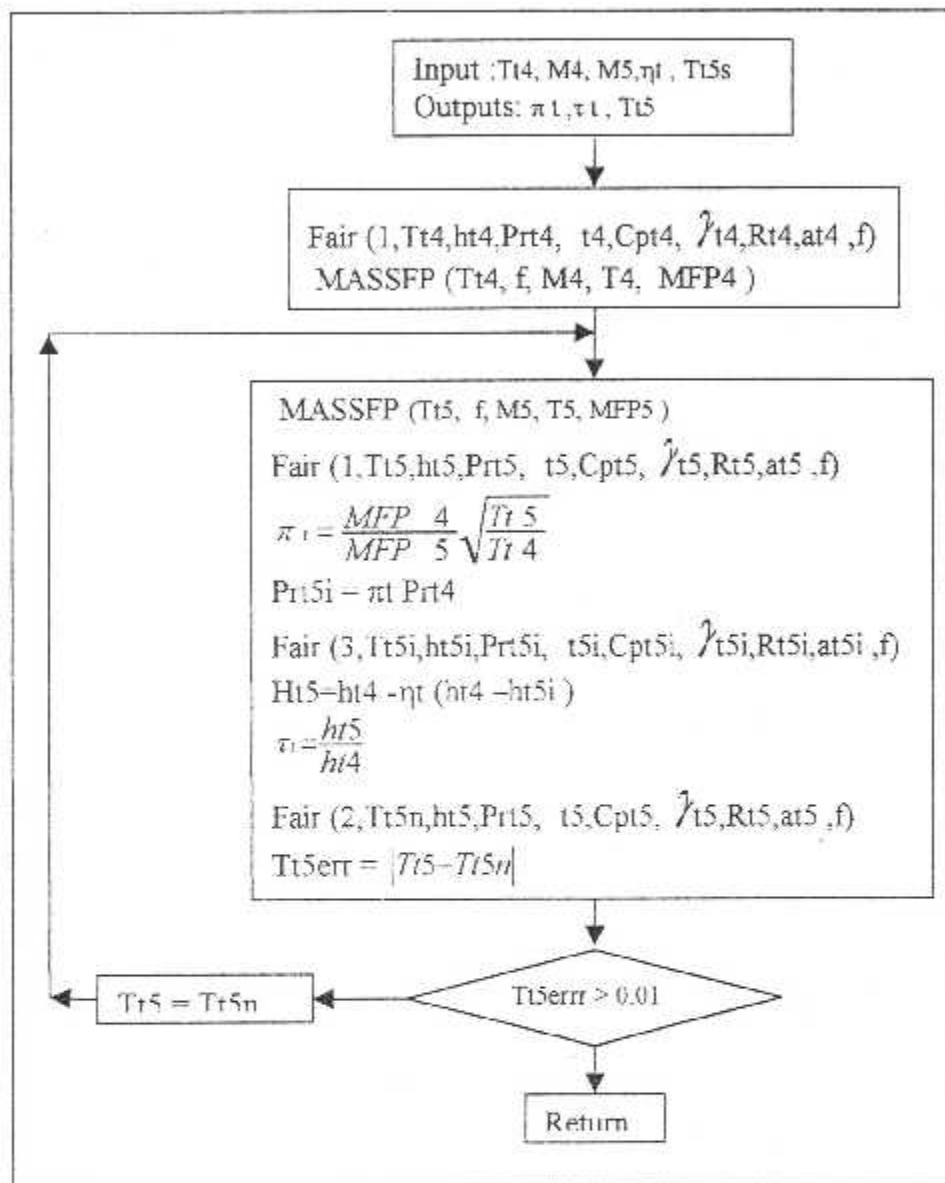 Input :Tt4, M4, M5,ηt , Tt5s
Outputs: π t ,τ t , Tt5
Fair (1,Tt4,ht4,Prt4, t4,Cpt4, γt4,Rt4,at4 ,f)
MASSFP (Tt4, f, M4, T4, MFP4 )
MASSFP (Tt5, f, M5, T5, MFP5 )
Fair (1,Tt5,ht5,Prt5, t5,Cpt5, γt5,Rt5,at5 ,f)
π t = MFP 4 / MFP 5 √ Tt 5 / Tt 4
Prt5i = πt Prt4
Fair (3,Tt5i,ht5i,Prt5i, t5i,Cpt5i, γt5i,Rt5i,at5i ,f)
Ht5=ht4 -ηt (ht4 –ht5i )
τt = ht5 / ht4
Fair (2,Tt5n,ht5,Prt5, t5,Cpt5, γt5,Rt5,at5 ,f)
Tt5err = |Tt5−Tt5n|
Tt5errr > 0.01
Tt5 = Tt5n
Return